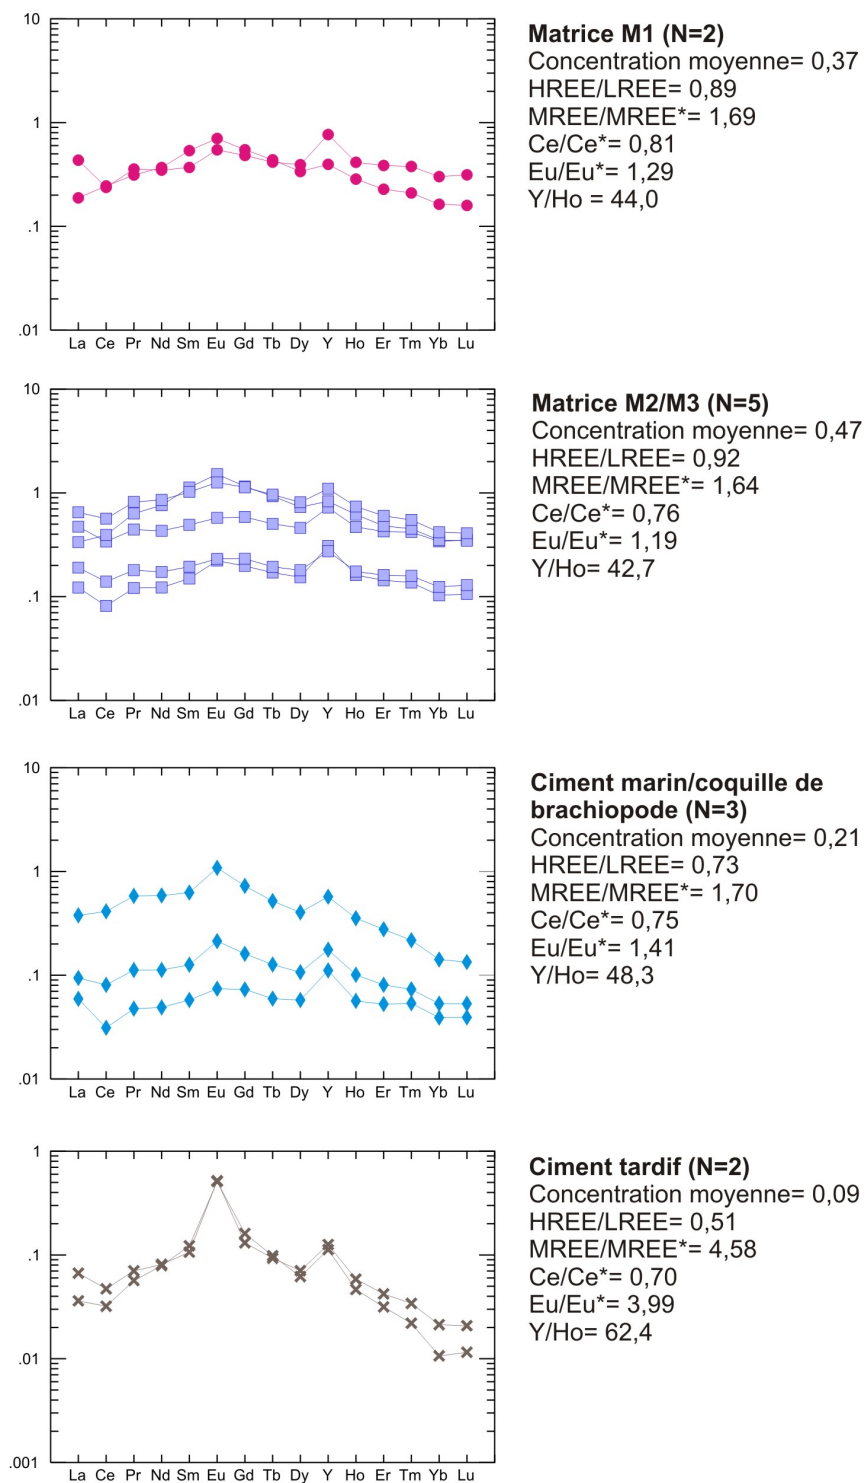 10
1
.1
.01
La Ce Pr Nd Sm Eu Gd Tb Dy Y Ho Er Tm Yb Lu
Matrice M1 (N=2)
Concentration moyenne= 0,37
HREE/LREE= 0,89
MREE/MREE*= 1,69
Ce/Ce*= 0,81
Eu/Eu*= 1,29
Y/Ho = 44,0
10
1
.1
.01
La Ce Pr Nd Sm Eu Gd Tb Dy Y Ho Er Tm Yb Lu
Matrice M2/M3 (N=5)
Concentration moyenne= 0,47
HREE/LREE= 0,92
MREE/MREE*= 1,64
Ce/Ce*= 0,76
Eu/Eu*= 1,19
Y/Ho= 42,7
10
1
.1
.01
La Ce Pr Nd Sm Eu Gd Tb Dy Y Ho Er Tm Yb Lu
Ciment marin/coquille de
brachiopode (N=3)
Concentration moyenne= 0,21
HREE/LREE= 0,73
MREE/MREE*= 1,70
Ce/Ce*= 0,75
Eu/Eu*= 1,41
Y/Ho= 48,3
1
.1
.01
.001
La Ce Pr Nd Sm Eu Gd Tb Dy Y Ho Er Tm Yb Lu
Ciment tardif (N=2)
Concentration moyenne= 0,09
HREE/LREE= 0,51
MREE/MREE*= 4,58
Ce/Ce*= 0,70
Eu/Eu*= 3,99
Y/Ho= 62,4